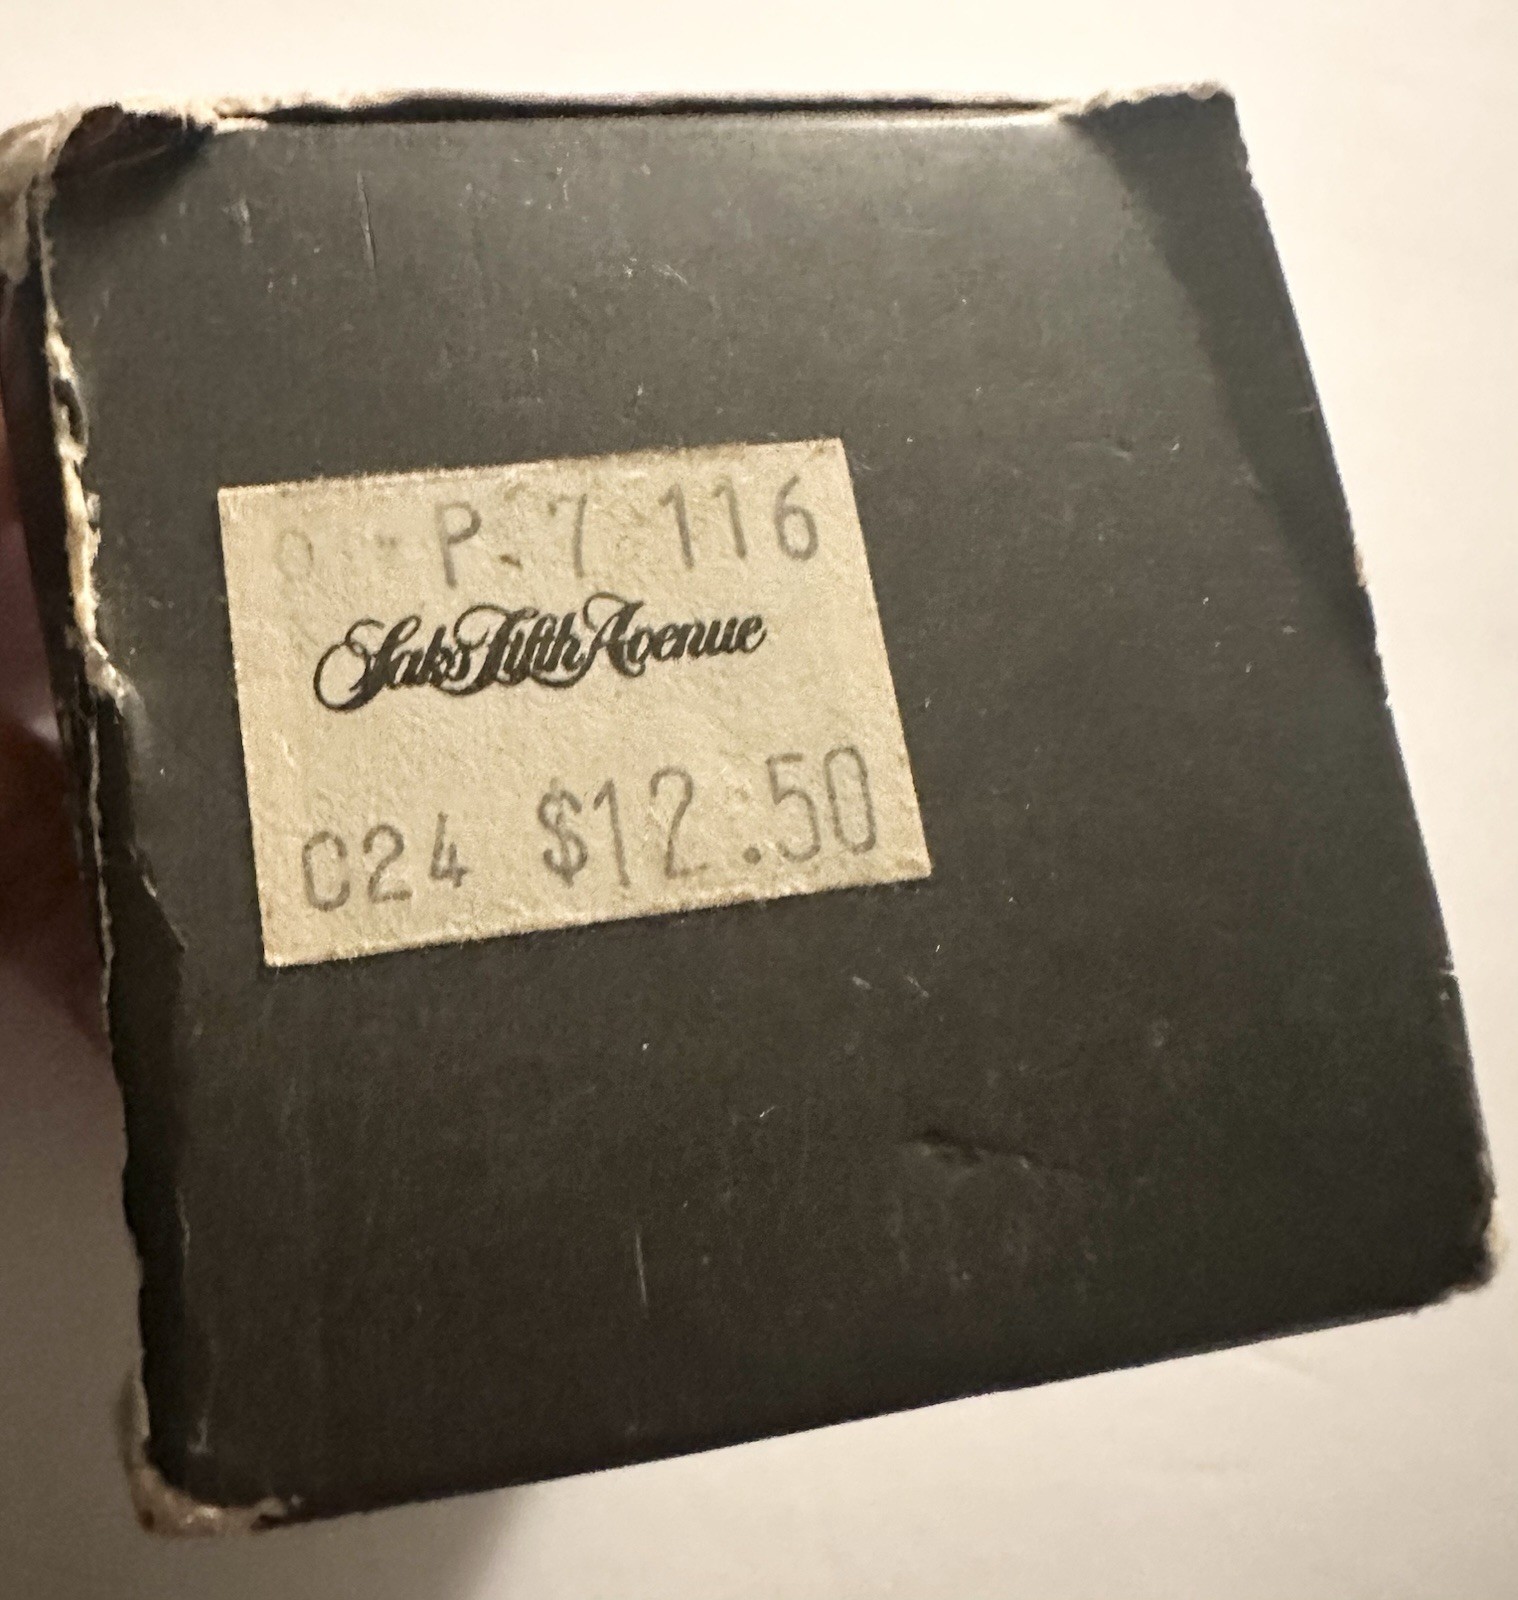 P. 7 116
Saks Fifth Avenue
C24 $12.50